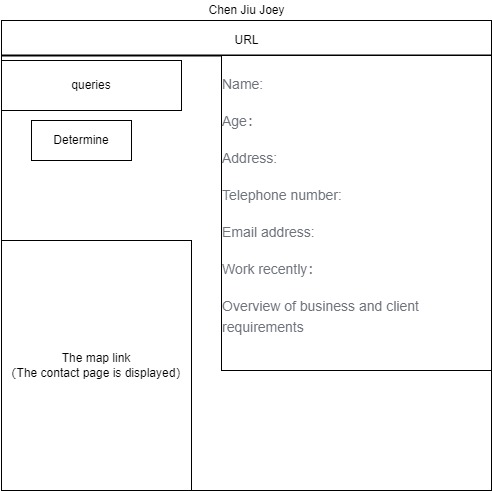 Chen Jiu Joey
URL
queries
Determine
Name:
Age：
Address:
Telephone number:
Email address:
Work recently：
Overview of business and client
requirements
The map link
(The contact page is displayed)